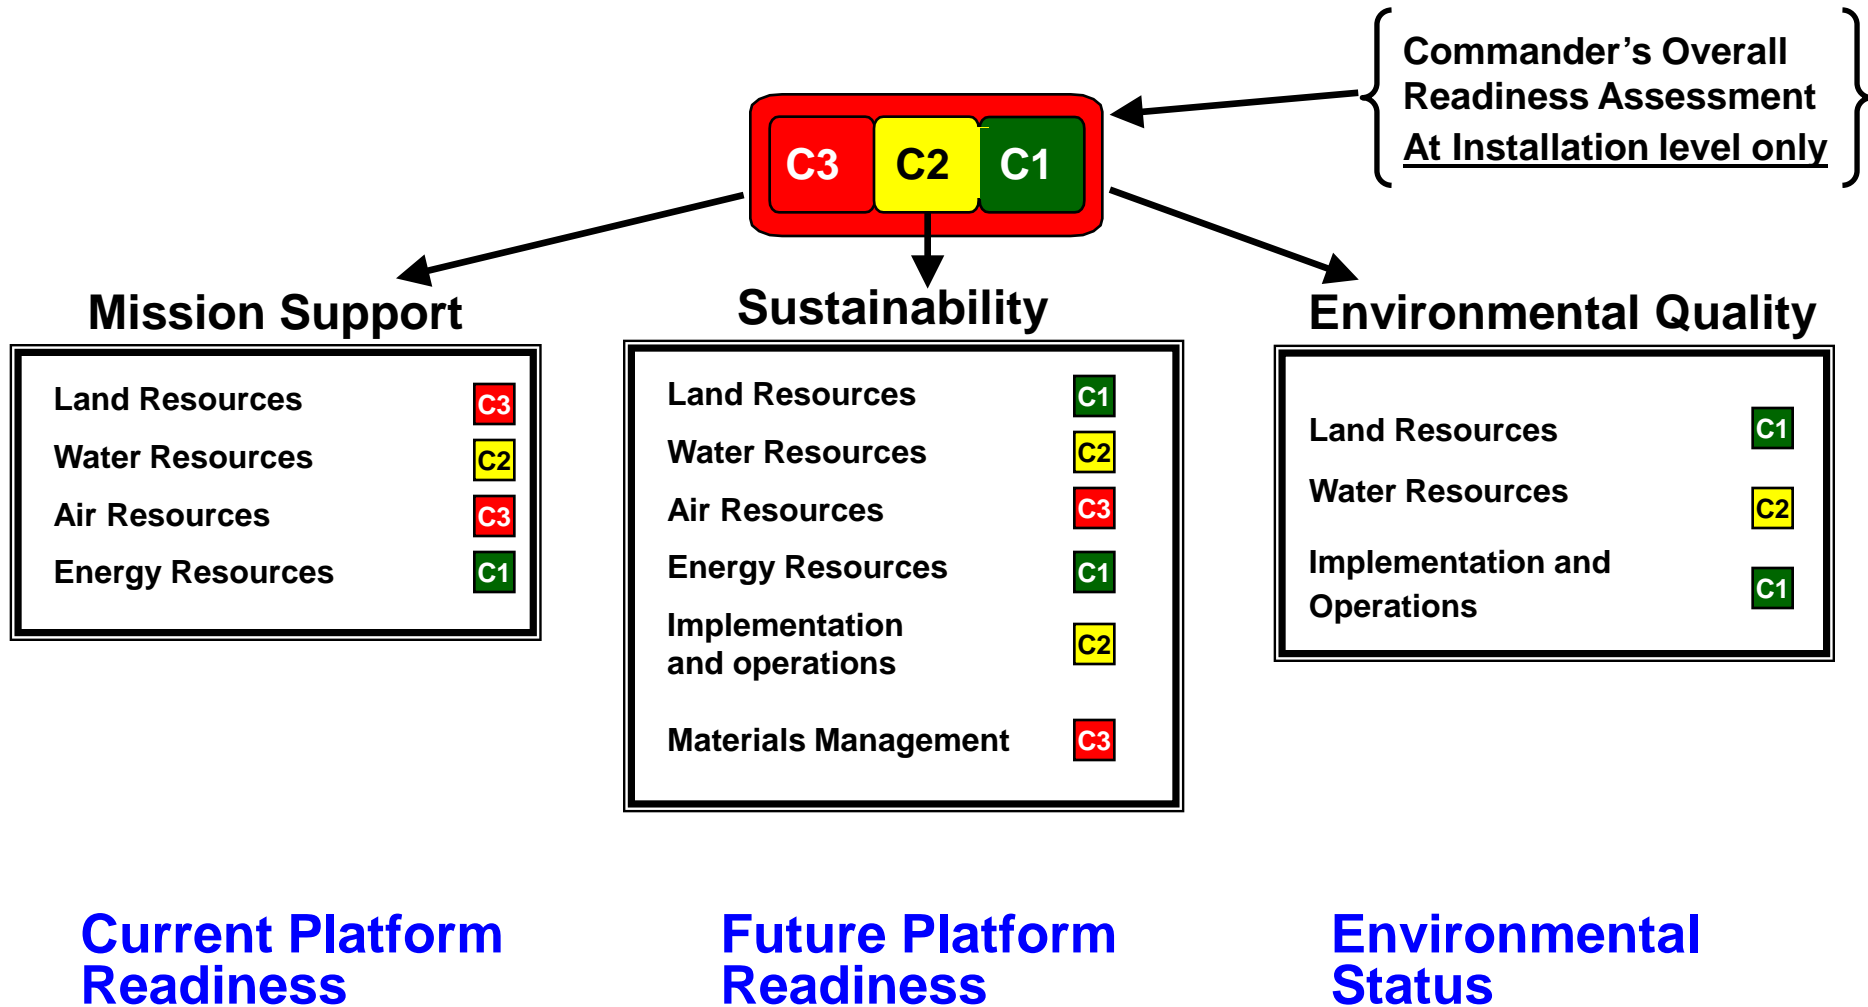 Commander’s Overall
Readiness Assessment
At Installation level only
C3 C2 C1
Mission Support
Land Resources C3
Water Resources C2
Air Resources C3
Energy Resources C1
Sustainability
Land Resources C1
Water Resources C2
Air Resources C3
Energy Resources C1
Implementation
and operations C2
Materials Management C3
Environmental Quality
Land Resources C1
Water Resources C2
Implementation and
Operations C1
Current Platform
Readiness
Future Platform
Readiness
Environmental
Status